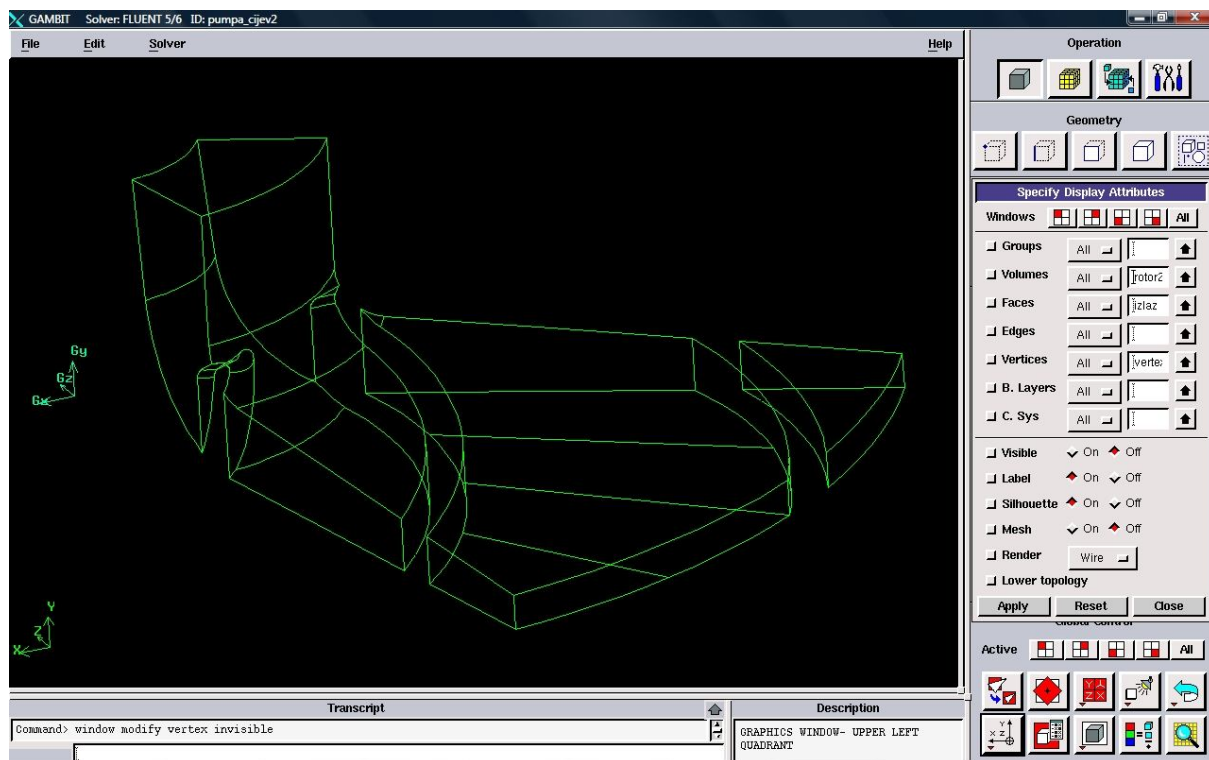 GAMBIT Solver: FLUENT 5/6 ID: pumpa_cijev2
File Edit Solver Help
Operation
Geometry
Specify Display Attributes
Windows All
Groups All
Volumes All rotor2
Faces All izlaz
Edges All
Vertices All verte
B. Layers All
C. Sys All
Visible On Off
Label On Off
Silhouette On Off
Mesh On Off
Render Wire
Lower topology
Apply Reset Close
Global Control
Active All
Gy
Gz
Gx
Y
Z
X
Transcript
Command> window modify vertex invisible
Description
GRAPHICS WINDOW- UPPER LEFT
QUADRANT